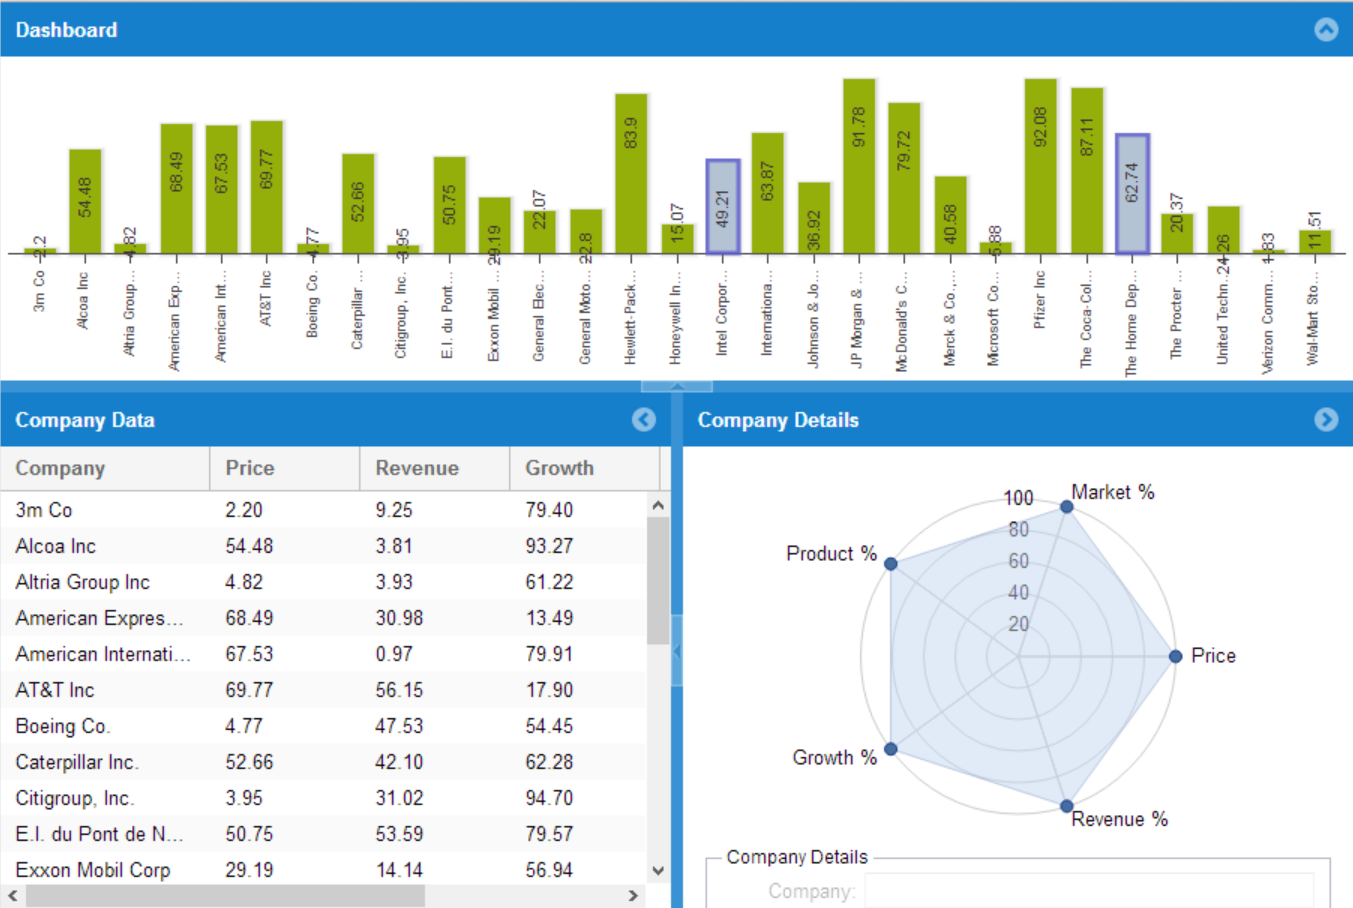 Dashboard
2.2
54.48
4.82
68.49
67.53
69.77
4.77
52.66
3.95
50.75
29.19
22.07
22.8
83.9
15.07
49.21
63.87
36.92
91.78
79.72
40.58
5.88
92.08
87.11
62.74
20.37
24.26
1.83
11.51
3m Co
Alcoa Inc
Altria Group...
American Exp...
American Int...
AT&T Inc
Boeing Co.
Caterpillar ...
Citigroup, Inc.
E.I. du Pont...
Exxon Mobil ...
General Elec...
General Moto...
Hewlett-Pack...
Honeywell In...
Intel Corpor...
Internationa...
Johnson & Jo...
JP Morgan & ...
McDonald's C...
Merck & Co.,...
Microsoft Co...
Pfizer Inc
The Coca-Col...
The Home Dep...
The Procter ...
United Techn...
Verizon Comm...
Wal-Mart Sto...
Company Data
Company Price Revenue Growth
3m Co 2.20 9.25 79.40
Alcoa Inc 54.48 3.81 93.27
Altria Group Inc 4.82 3.93 61.22
American Expres... 68.49 30.98 13.49
American Internati... 67.53 0.97 79.91
AT&T Inc 69.77 56.15 17.90
Boeing Co. 4.77 47.53 54.45
Caterpillar Inc. 52.66 42.10 62.28
Citigroup, Inc. 3.95 31.02 94.70
E.I. du Pont de N... 50.75 53.59 79.57
Exxon Mobil Corp 29.19 14.14 56.94
Company Details
100
80
60
40
20
Market %
Product %
Price
Growth %
Revenue %
Company Details
Company: